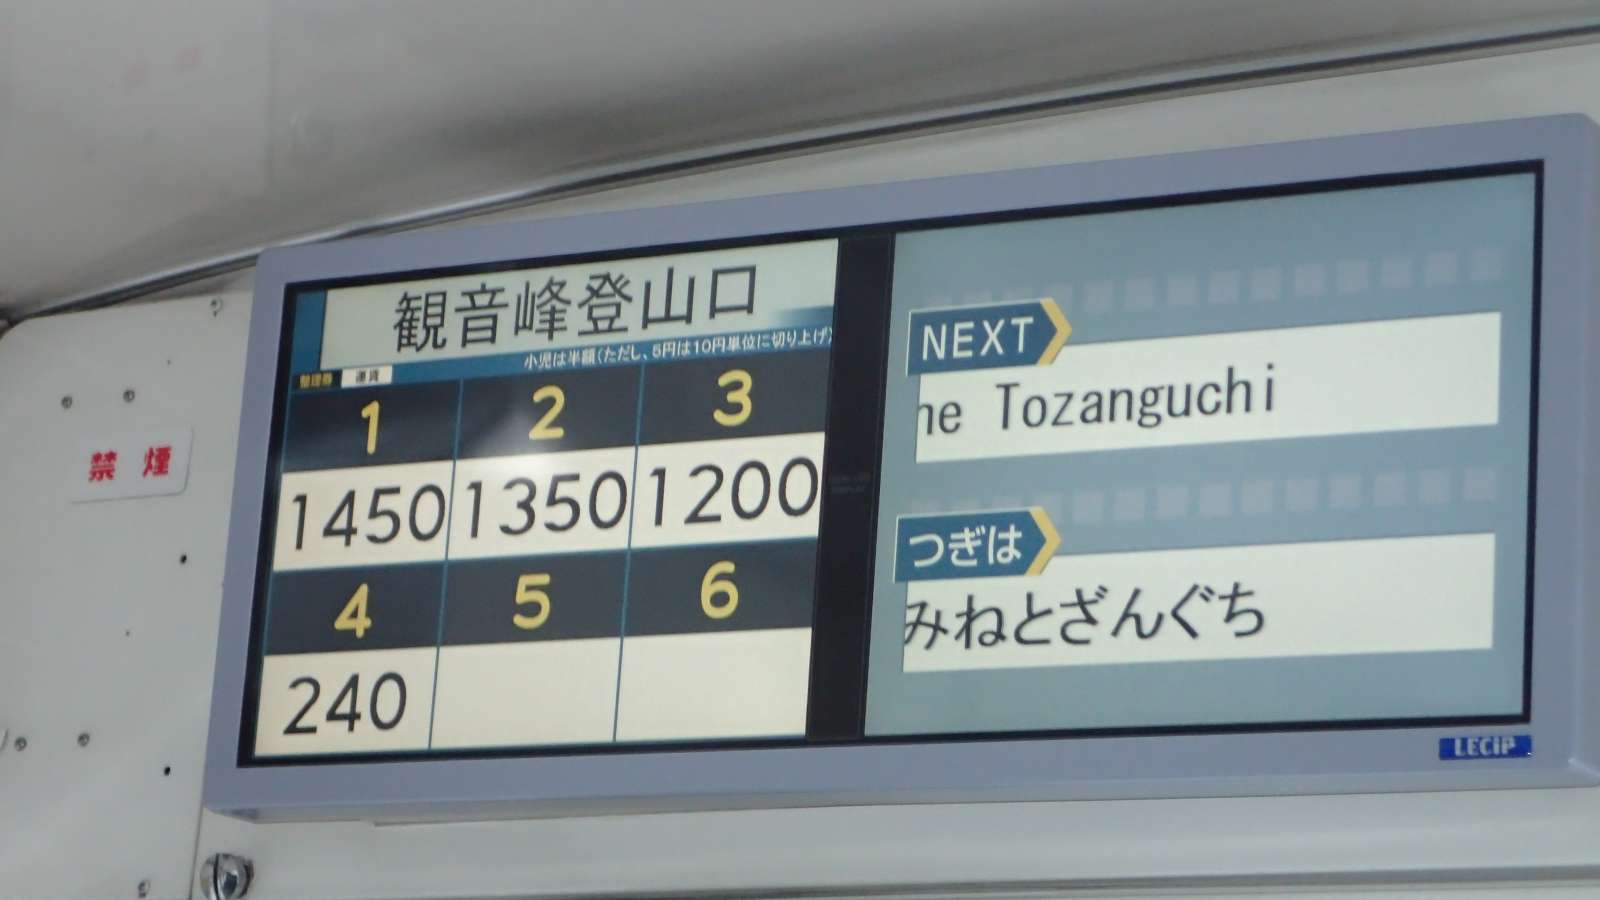 観音峰登山口
小児は半額(ただし、5円は10円単位に切り上げ)
整理券 運賃
1 2 3
1450 1350 1200
4 5 6
240
NEXT
ne Tozanguchi
つぎは
みねとざんぐち
LECIP
禁煙